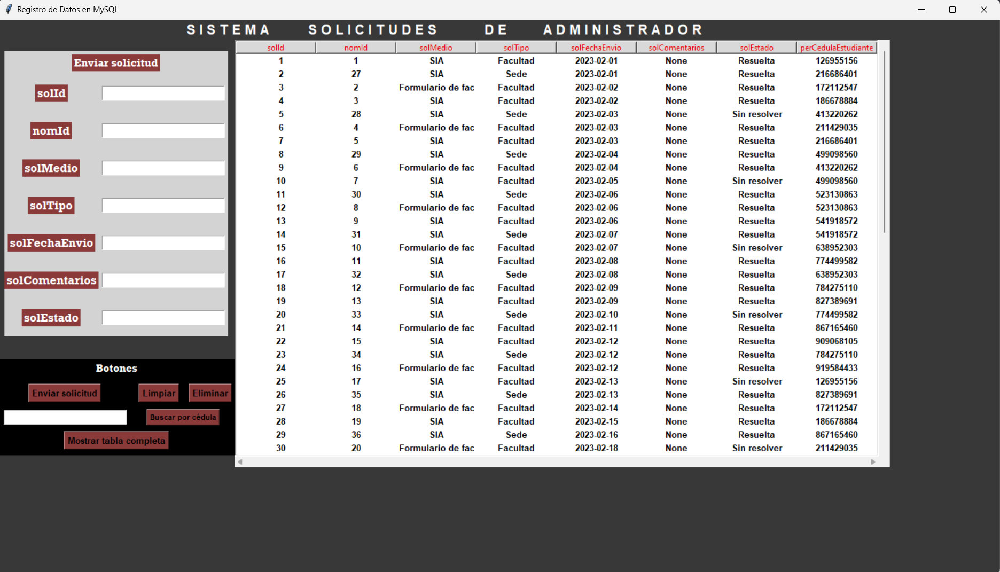 Registro de Datos en MySQL
SISTEMA SOLICITUDES DE ADMINISTRADOR
Enviar solicitud
solId
nomId
solMedio
solTipo
solFechaEnvio
solComentarios
solEstado
Botones
Enviar solicitud Limpiar Eliminar
Buscar por cédula
Mostrar tabla completa
solId nomId solMedio solTipo solFechaEnvio solComentarios solEstado perCedulaEstudiante
1 1 SIA Facultad 2023-02-01 None Resuelta 126955156
2 27 SIA Sede 2023-02-01 None Resuelta 216686401
3 2 Formulario de fac Facultad 2023-02-02 None Resuelta 172112547
4 3 SIA Facultad 2023-02-02 None Resuelta 186678884
5 28 SIA Sede 2023-02-03 None Sin resolver 413220262
6 4 Formulario de fac Facultad 2023-02-03 None Resuelta 211429035
7 5 SIA Facultad 2023-02-03 None Resuelta 216686401
8 29 SIA Sede 2023-02-04 None Resuelta 499098560
9 6 Formulario de fac Facultad 2023-02-04 None Resuelta 413220262
10 7 SIA Facultad 2023-02-05 None Sin resolver 499098560
11 30 SIA Sede 2023-02-06 None Resuelta 523130863
12 8 Formulario de fac Facultad 2023-02-06 None Resuelta 523130863
13 9 SIA Facultad 2023-02-06 None Resuelta 541918572
14 31 SIA Sede 2023-02-07 None Resuelta 541918572
15 10 Formulario de fac Facultad 2023-02-07 None Sin resolver 638952303
16 11 SIA Facultad 2023-02-08 None Resuelta 774499582
17 32 SIA Sede 2023-02-08 None Resuelta 638952303
18 12 Formulario de fac Facultad 2023-02-09 None Resuelta 784275110
19 13 SIA Facultad 2023-02-09 None Resuelta 827389691
20 33 SIA Sede 2023-02-10 None Sin resolver 774499582
21 14 Formulario de fac Facultad 2023-02-11 None Resuelta 867165460
22 15 SIA Facultad 2023-02-12 None Resuelta 909068105
23 34 SIA Sede 2023-02-12 None Resuelta 784275110
24 16 Formulario de fac Facultad 2023-02-12 None Resuelta 919584433
25 17 SIA Facultad 2023-02-13 None Sin resolver 126955156
26 35 SIA Sede 2023-02-13 None Resuelta 827389691
27 18 Formulario de fac Facultad 2023-02-14 None Resuelta 172112547
28 19 SIA Facultad 2023-02-15 None Resuelta 186678884
29 36 SIA Sede 2023-02-16 None Resuelta 867165460
30 20 Formulario de fac Facultad 2023-02-18 None Sin resolver 211429035